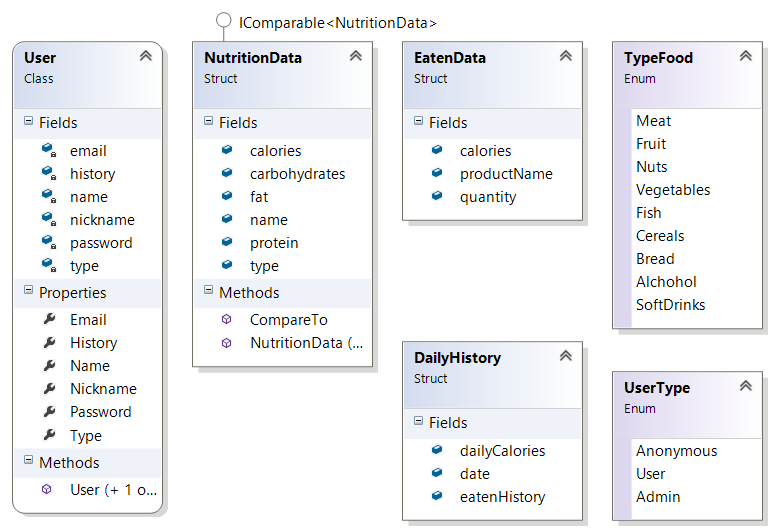 IComparable<NutritionData>
User
Class
Fields
email
history
name
nickname
password
type
Properties
Email
History
Name
Nickname
Password
Type
Methods
User (+ 1 o...
NutritionData
Struct
Fields
calories
carbohydrates
fat
name
protein
type
Methods
CompareTo
NutritionData (...
EatenData
Struct
Fields
calories
productName
quantity
DailyHistory
Struct
Fields
dailyCalories
date
eatenHistory
TypeFood
Enum
Meat
Fruit
Nuts
Vegetables
Fish
Cereals
Bread
Alchohol
SoftDrinks
UserType
Enum
Anonymous
User
Admin